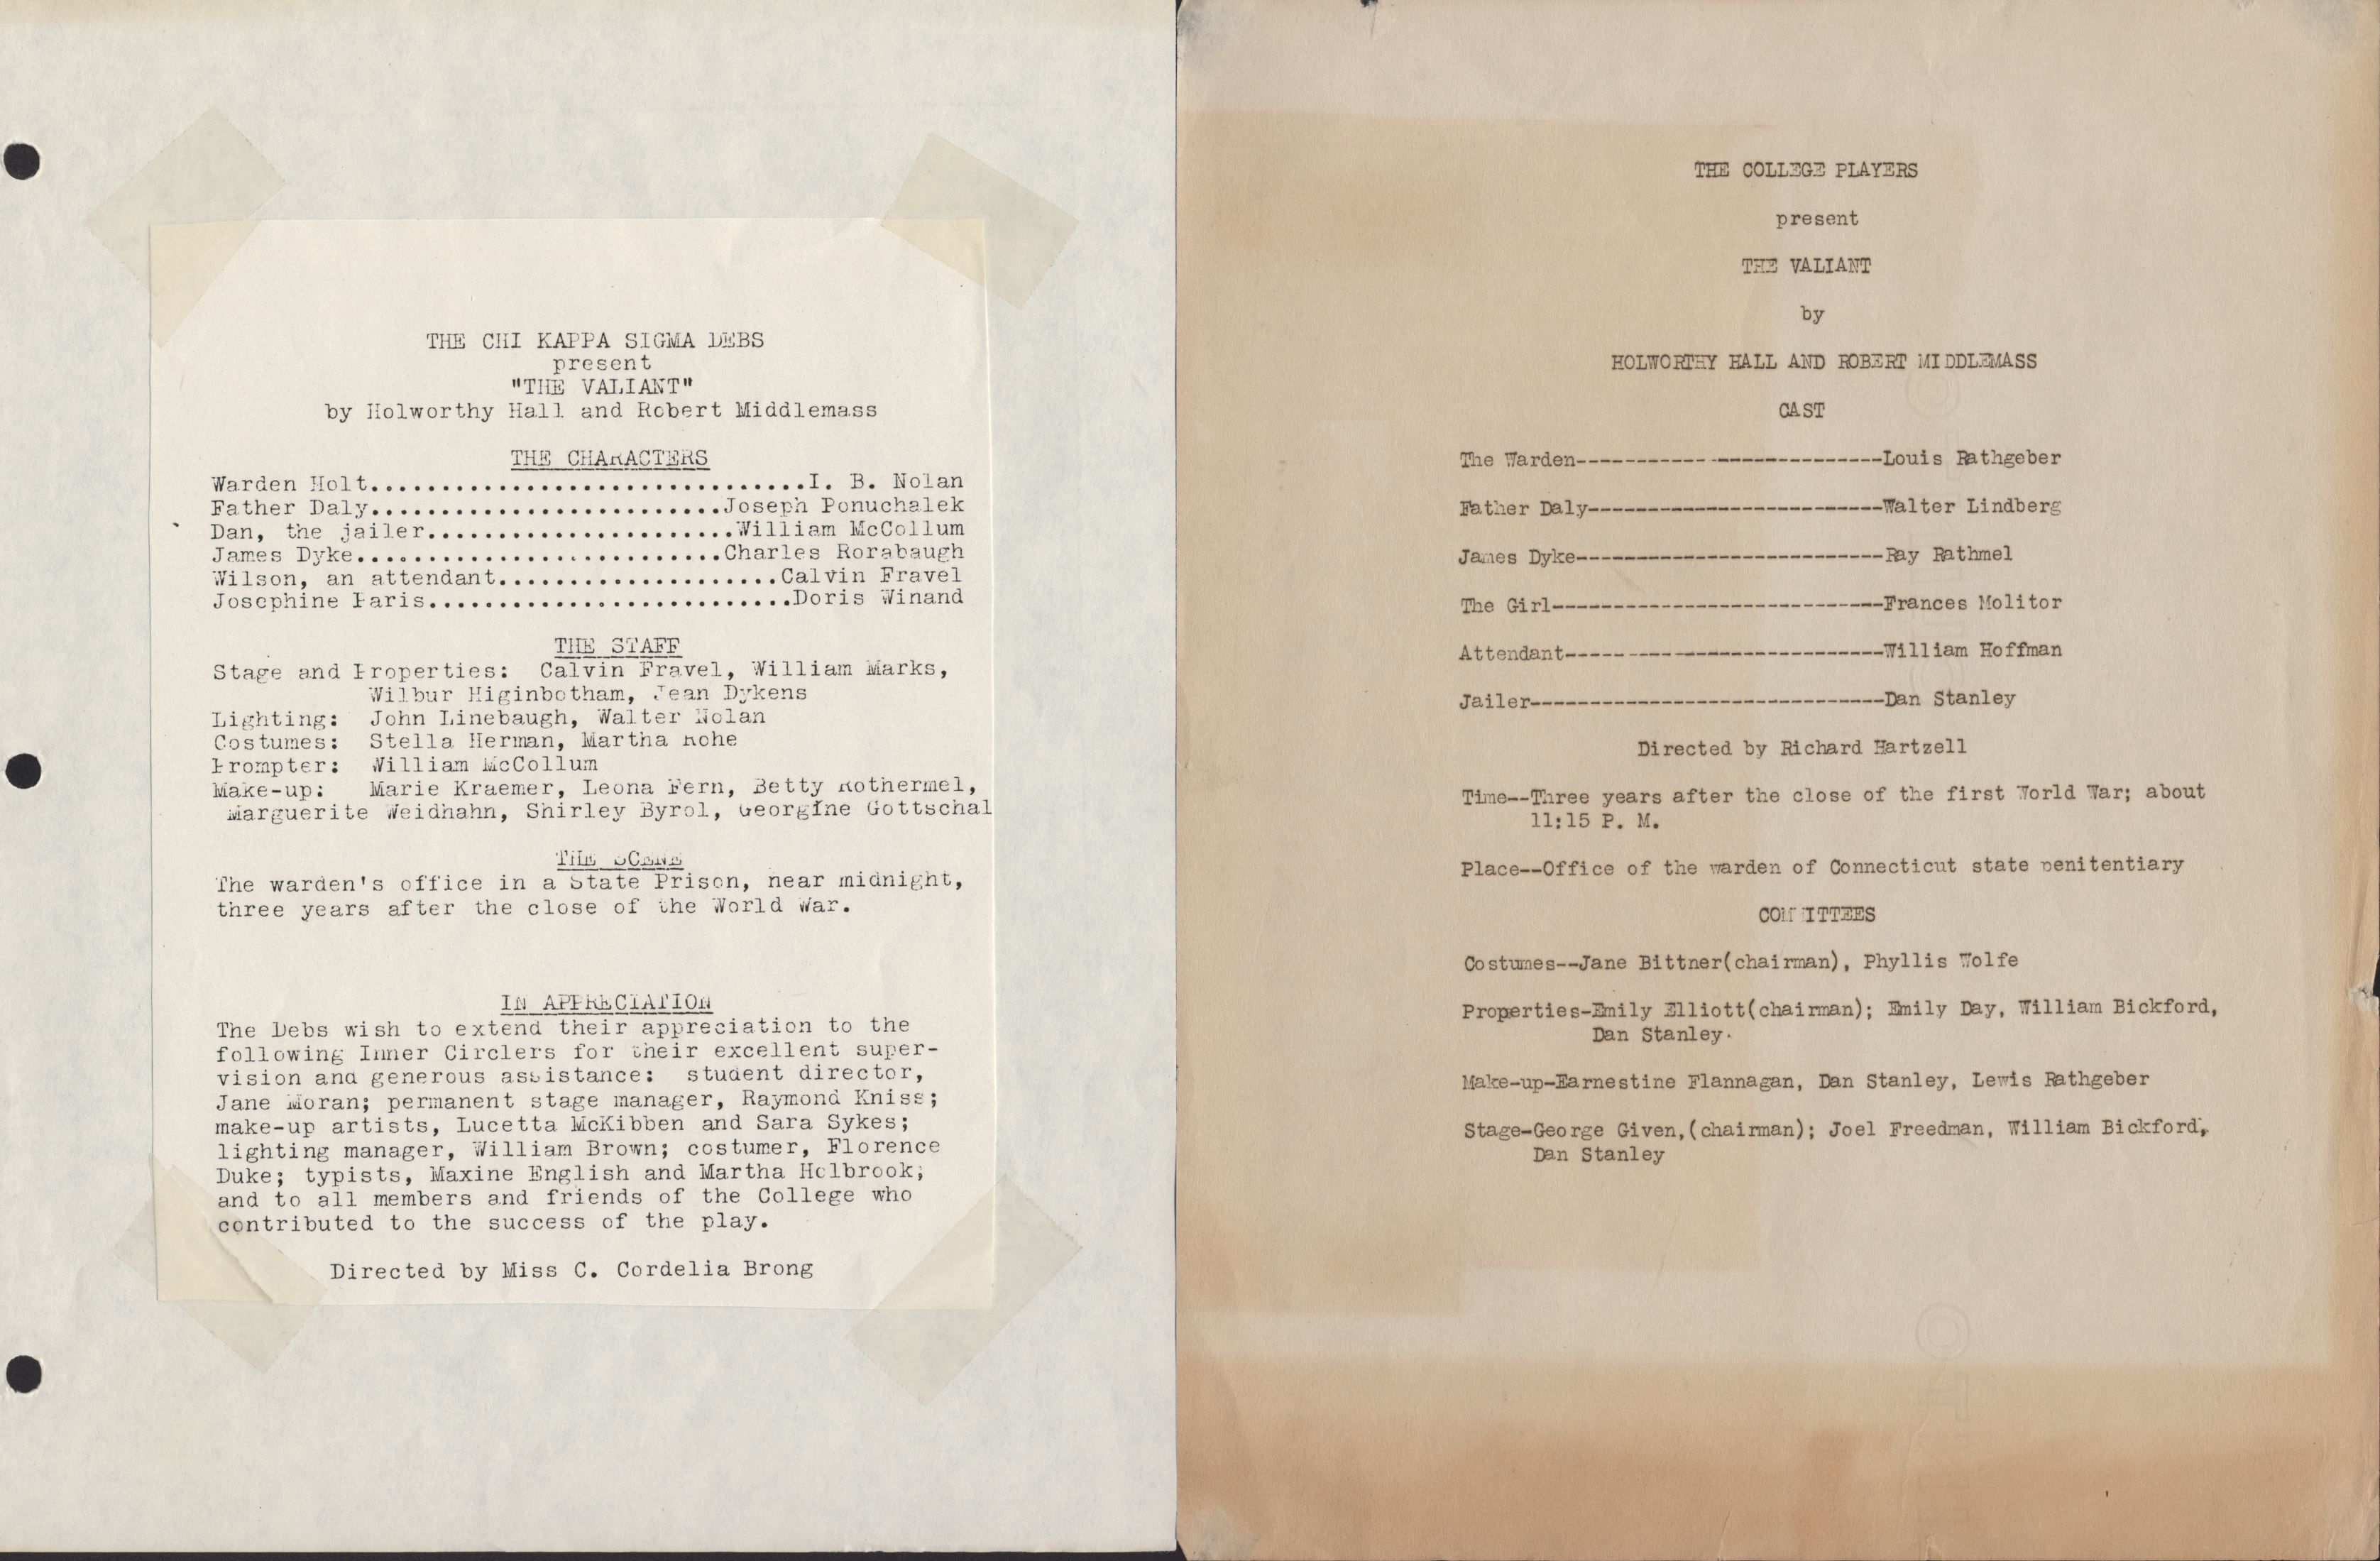 THE CHI KAPPA SIGMA DEBS
present
"THE VALIANT"
by Holworthy Hall and Robert Middlemass
THE CHARACTERS
Warden Holt...............................I. B. Nolan
Father Daly.........................Joseph Ponuchalek
Dan, the jailer......................William McCollum
James Dyke..........................Charles Rorabaugh
Wilson, an attendant....................Calvin Fravel
Josephine Paris..........................Doris Winand
THE STAFF
Stage and Properties: Calvin Fravel, William Marks,
Wilbur Higinbotham, Jean Dykens
Lighting: John Linebaugh, Walter Nolan
Costumes: Stella Herman, Martha Rohe
Prompter: William McCollum
Make-up: Marie Kraemer, Leona Fern, Betty Rothermel,
Marguerite Weidhahn, Shirley Byrol, Georgine Gottschal
THE SCENE
The warden's office in a State Prison, near midnight,
three years after the close of the World War.
IN APPRECIATION
The Debs wish to extend their appreciation to the
following Inner Circlers for their excellent super-
vision and generous assistance: student director,
Jane Moran; permanent stage manager, Raymond Kniss;
make-up artists, Lucetta McKibben and Sara Sykes;
lighting manager, William Brown; costumer, Florence
Duke; typists, Maxine English and Martha Holbrook;
and to all members and friends of the College who
contributed to the success of the play.
Directed by Miss C. Cordelia Brong
THE COLLEGE PLAYERS
present
THE VALIANT
by
HOLWORTHY HALL AND ROBERT MIDDLEMASS
CAST
The Warden--------------------------Louis Rathgeber
Father Daly-------------------------Walter Lindberg
James Dyke--------------------------Ray Rathmel
The Girl----------------------------Frances Molitor
Attendant---------------------------William Hoffman
Jailer------------------------------Dan Stanley
Directed by Richard Hartzell
Time--Three years after the close of the first World War; about
11:15 P. M.
Place--Office of the warden of Connecticut state penitentiary
COMMITTEES
Costumes--Jane Bittner(chairman), Phyllis Wolfe
Properties-Emily Elliott(chairman); Emily Day, William Bickford,
Dan Stanley.
Make-up-Earnestine Flannagan, Dan Stanley, Lewis Rathgeber
Stage-George Given,(chairman); Joel Freedman, William Bickford,
Dan Stanley